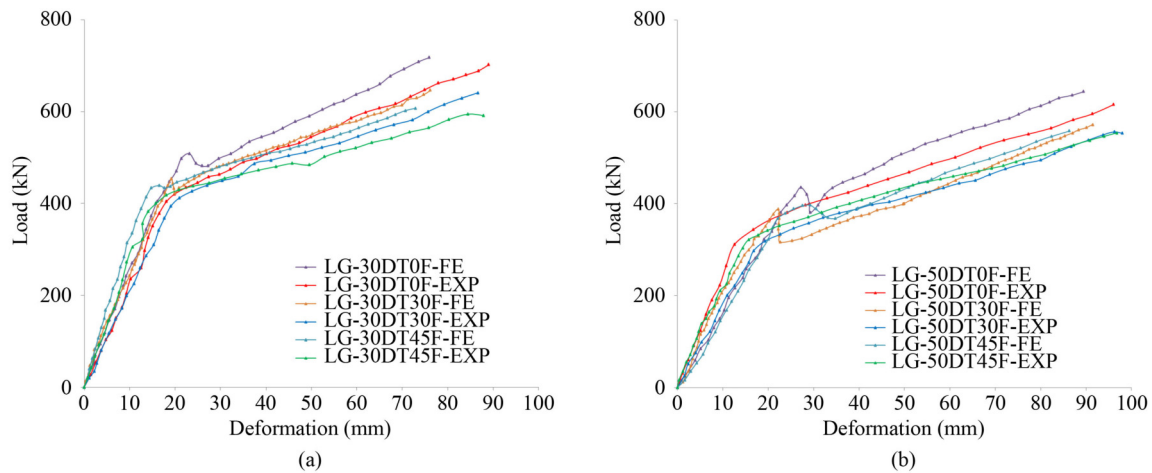 800
600
400
200
0
Load (kN)
LG-30DT0F-FE
LG-30DT0F-EXP
LG-30DT30F-FE
LG-30DT30F-EXP
LG-30DT45F-FE
LG-30DT45F-EXP
0 10 20 30 40 50 60 70 80 90 100
Deformation (mm)
(a)
800
600
400
200
0
Load (kN)
LG-50DT0F-FE
LG-50DT0F-EXP
LG-50DT30F-FE
LG-50DT30F-EXP
LG-50DT45F-FE
LG-50DT45F-EXP
0 10 20 30 40 50 60 70 80 90 100
Deformation (mm)
(b)